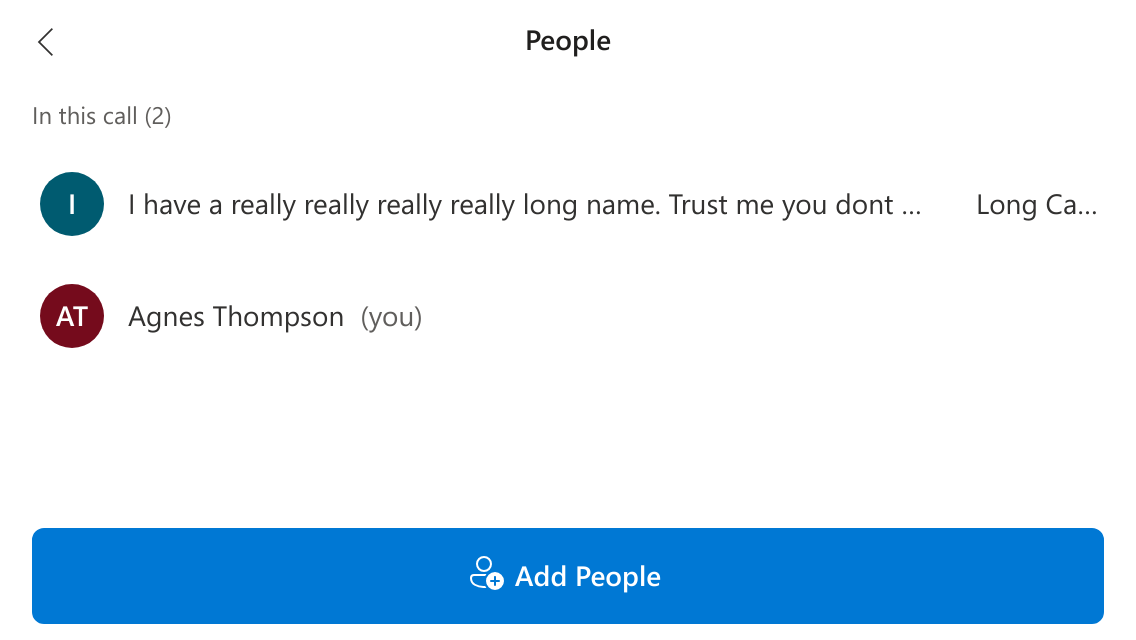 People
In this call (2)
I
I have a really really really really long name. Trust me you dont ...
Long Ca...
AT
Agnes Thompson (you)
Add People